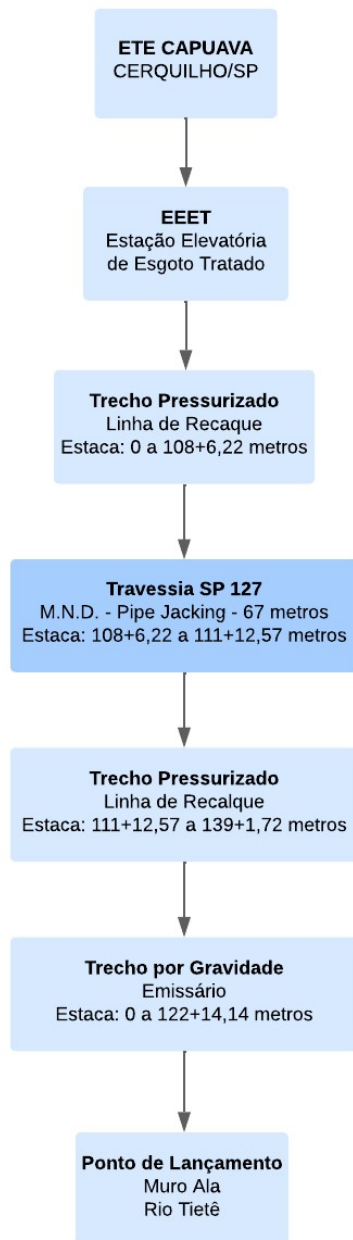 ETE CAPUAVA
CERQUILHO/SP
EEET
Estação Elevatória
de Esgoto Tratado
Trecho Pressurizado
Linha de Recaque
Estaca: 0 a 108+6,22 metros
Travessia SP 127
M.N.D. - Pipe Jacking - 67 metros
Estaca: 108+6,22 a 111+12,57 metros
Trecho Pressurizado
Linha de Recalque
Estaca: 111+12,57 a 139+1,72 metros
Trecho por Gravidade
Emissário
Estaca: 0 a 122+14,14 metros
Ponto de Lançamento
Muro Ala
Rio Tietê